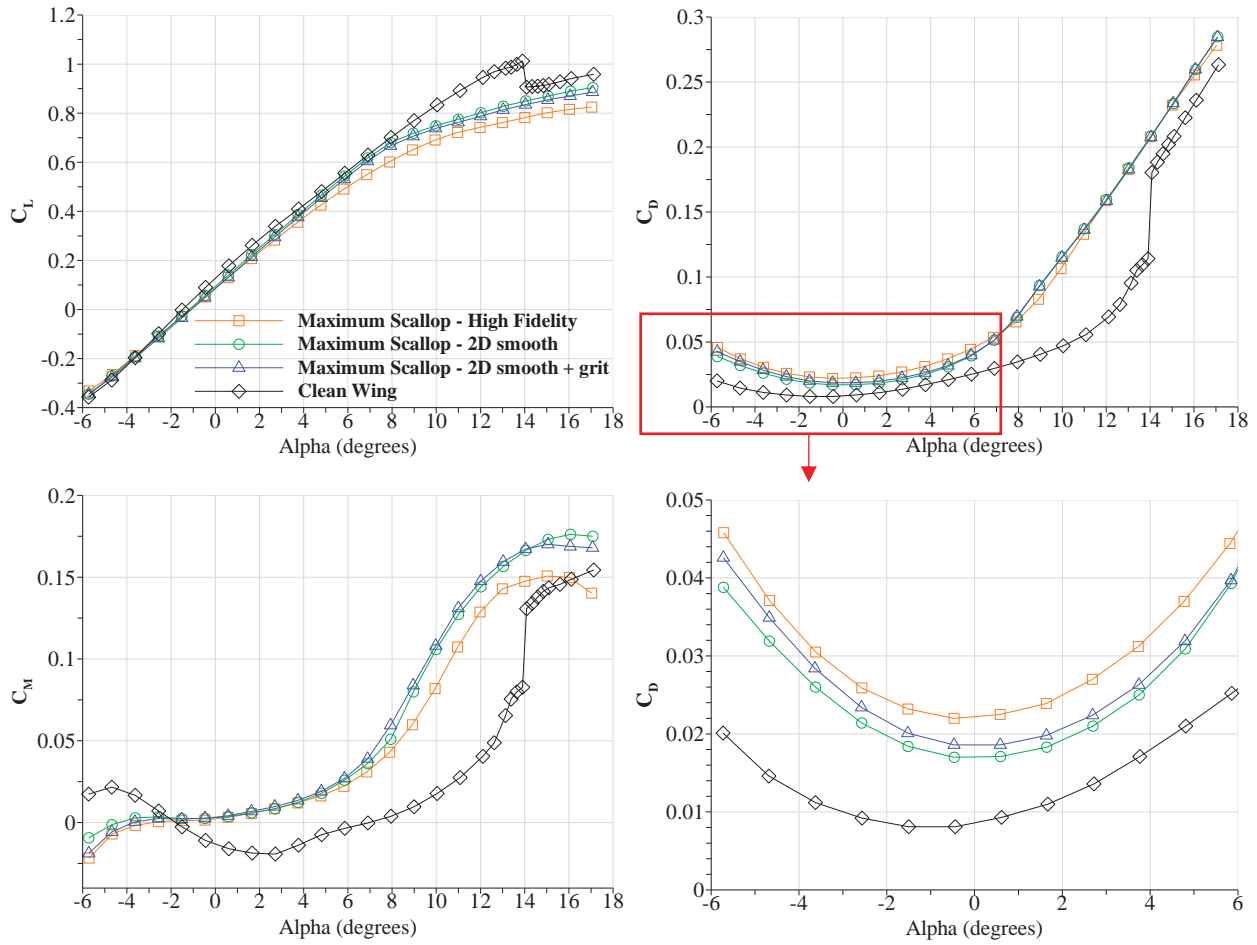 1.2
1
0.8
0.6
0.4
0.2
0
-0.2
-0.4
C_L
-6 -4 -2 0 2 4 6 8 10 12 14 16 18
Alpha (degrees)
Maximum Scallop - High Fidelity
Maximum Scallop - 2D smooth
Maximum Scallop - 2D smooth + grit
Clean Wing
0.3
0.25
0.2
0.15
0.1
0.05
0
C_D
-6 -4 -2 0 2 4 6 8 10 12 14 16 18
Alpha (degrees)
0.2
0.15
0.1
0.05
0
C_M
-6 -4 -2 0 2 4 6 8 10 12 14 16 18
Alpha (degrees)
0.05
0.04
0.03
0.02
0.01
0
C_D
-6 -4 -2 0 2 4 6
Alpha (degrees)